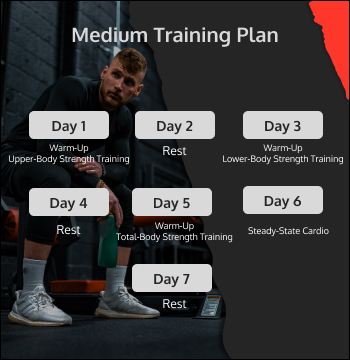 Medium Training Plan
Day 1
Warm-Up
Upper-Body Strength Training
Day 2
Rest
Day 3
Warm-Up
Lower-Body Strength Training
Day 4
Rest
Day 5
Warm-Up
Total-Body Strength Training
Day 6
Steady-State Cardio
Day 7
Rest